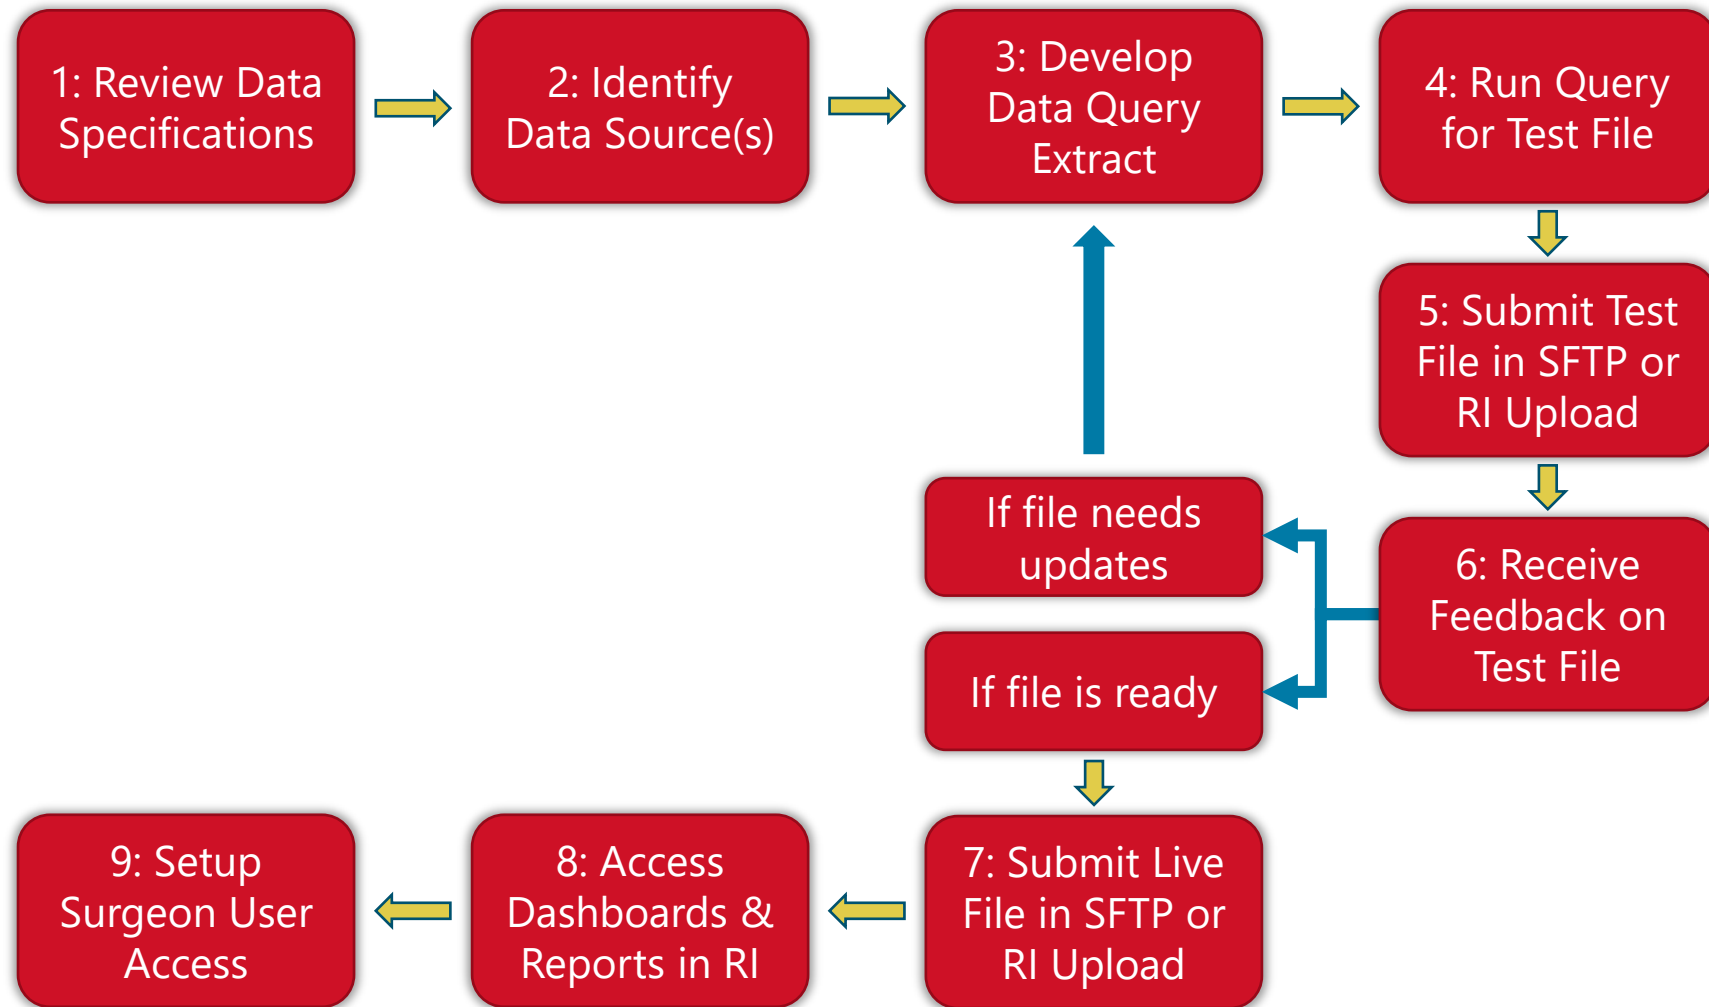 1: Review Data
Specifications
2: Identify
Data Source(s)
3: Develop
Data Query
Extract
4: Run Query
for Test File
5: Submit Test
File in SFTP or
RI Upload
6: Receive
Feedback on
Test File
If file needs
updates
If file is ready
7: Submit Live
File in SFTP or
RI Upload
8: Access
Dashboards &
Reports in RI
9: Setup
Surgeon User
Access